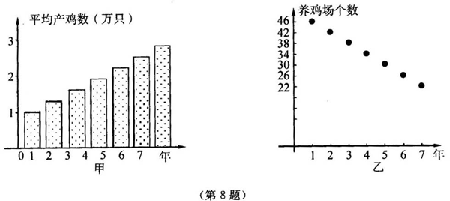 平均产鸡数（万只）
3
2
1
0 1 2 3 4 5 6 7 年
甲
养鸡场个数
46
42
38
34
30
26
22
1 2 3 4 5 6 7 年
乙
（第8题）